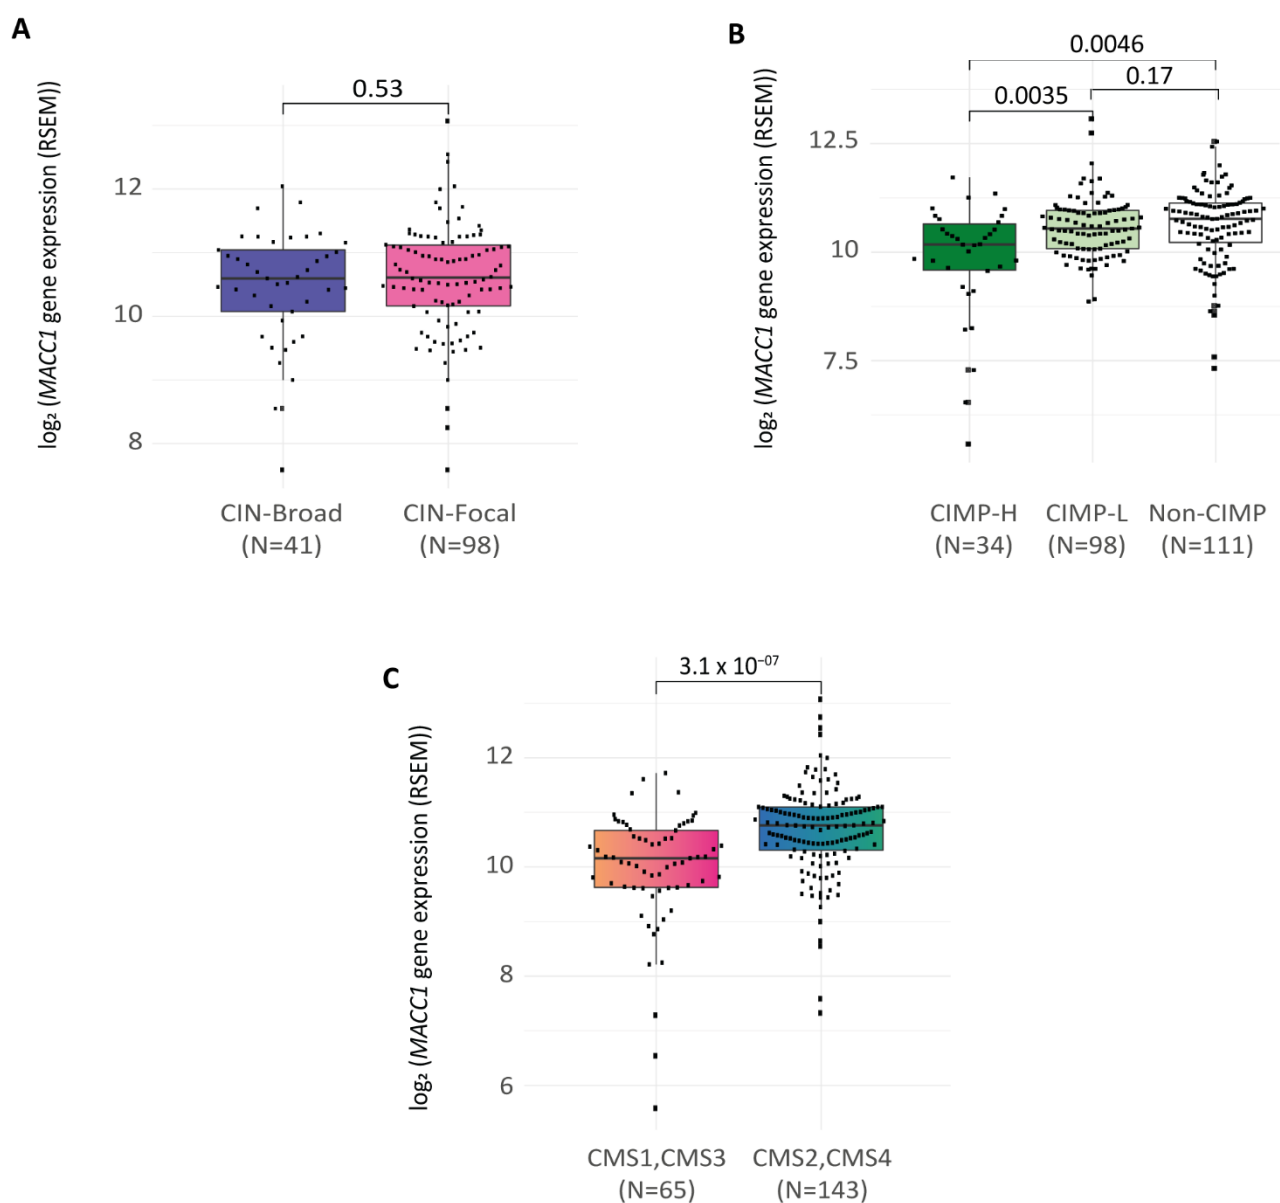 A
log₂ (MACC1 gene expression (RSEM))
0.53
12
10
8
CIN-Broad
(N=41)
CIN-Focal
(N=98)
B
log₂ (MACC1 gene expression (RSEM))
0.0046
0.17
0.0035
12.5
10
7.5
CIMP-H
(N=34)
CIMP-L
(N=98)
Non-CIMP
(N=111)
C
log₂ (MACC1 gene expression (RSEM))
3.1 x 10⁻⁰⁷
12
10
8
6
CMS1,CMS3
(N=65)
CMS2,CMS4
(N=143)